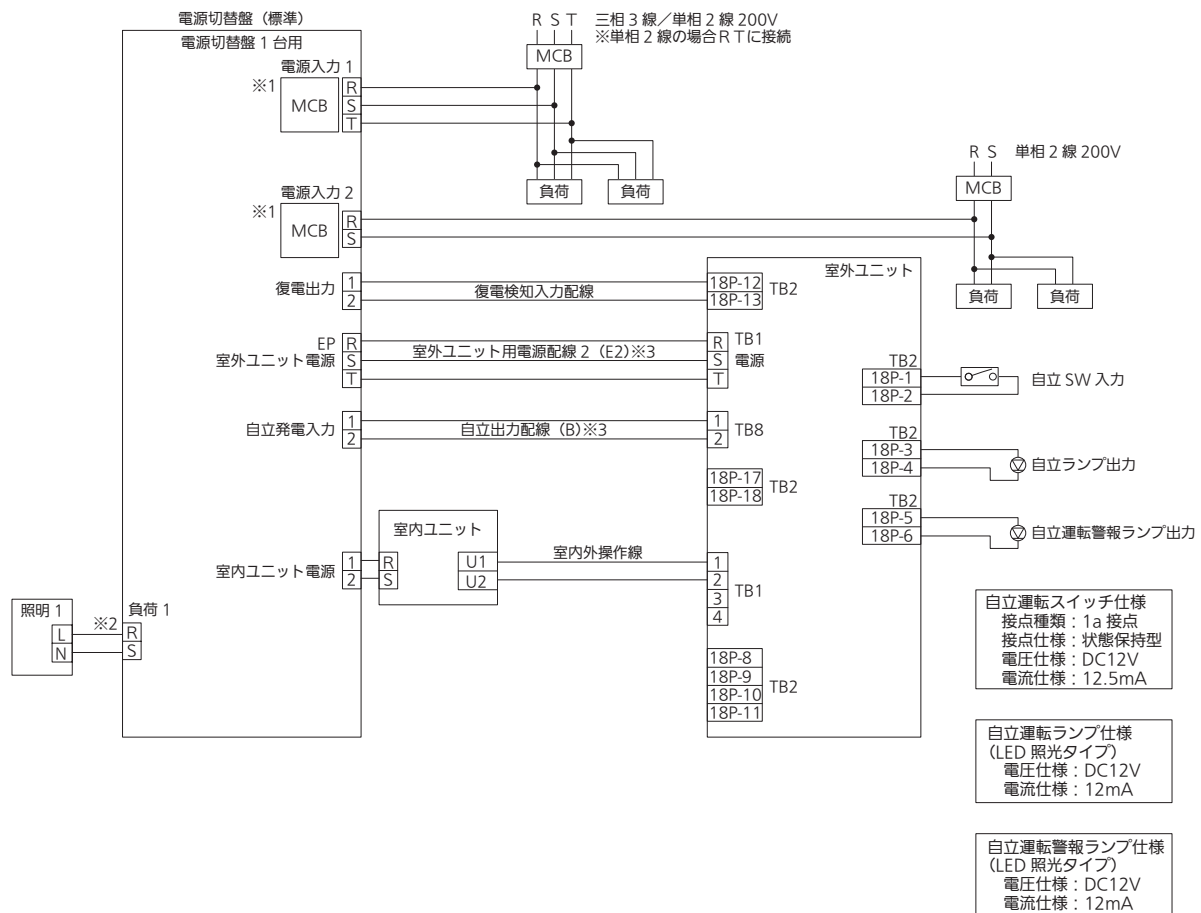 電源切替盤（標準）
電源切替盤 1 台用
電源入力 1
※1
MCB
R
S
T
R S T
三相 3 線／単相 2 線 200V
※単相 2 線の場合ＲＴに接続
MCB
負荷
負荷
電源入力 2
※1
MCB
R
S
R S
単相 2 線 200V
MCB
負荷
負荷
復電出力
1
2
復電検知入力配線
室外ユニット
18P-12
18P-13
TB2
EP
室外ユニット電源
R
S
T
室外ユニット用電源配線 2（E2）※3
R
S
T
TB1
電源
自立発電入力
1
2
自立出力配線（B）※3
1
2
TB8
18P-17
18P-18
TB2
室内ユニット電源
1
2
室内ユニット
R
S
U1
U2
室内外操作線
1
2
3
4
TB1
18P-8
18P-9
18P-10
18P-11
TB2
照明 1
L
N
※2
負荷 1
R
S
TB2
18P-1
18P-2
自立 SW 入力
TB2
18P-3
18P-4
自立ランプ出力
TB2
18P-5
18P-6
自立運転警報ランプ出力
自立運転スイッチ仕様
接点種類：1a 接点
接点仕様：状態保持型
電圧仕様：DC12V
電流仕様：12.5mA
自立運転ランプ仕様
(LED 照光タイプ)
電圧仕様：DC12V
電流仕様：12mA
自立運転警報ランプ仕様
(LED 照光タイプ)
電圧仕様：DC12V
電流仕様：12mA